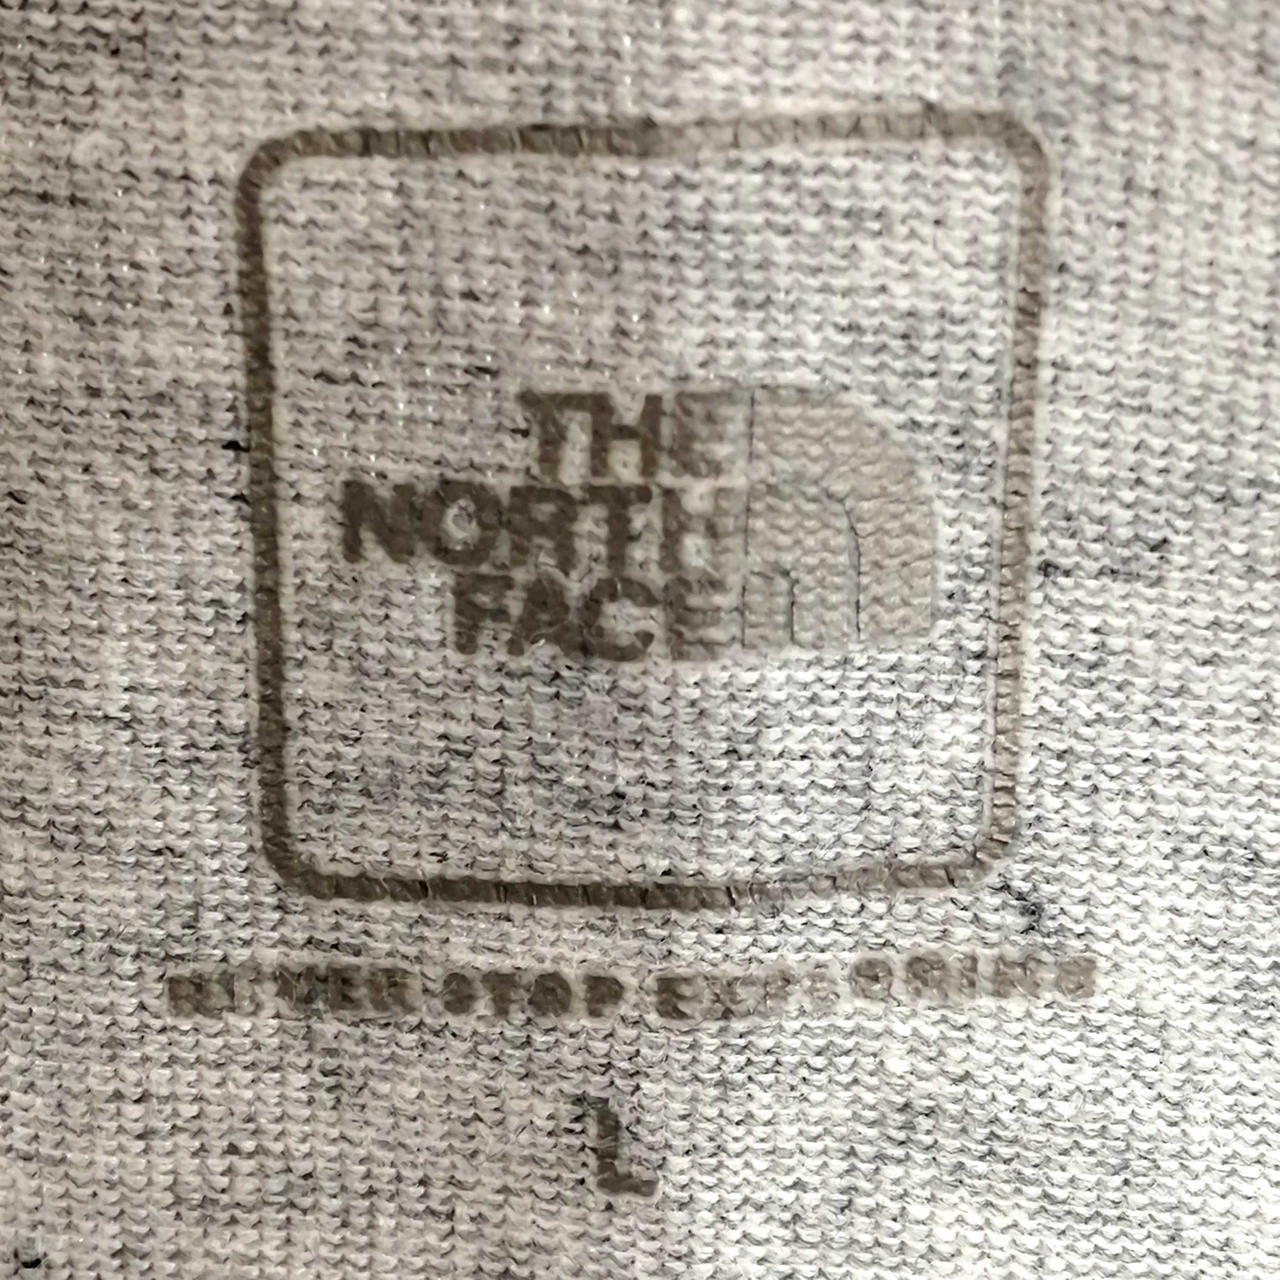 THE
NORTH
FACE
NEVER STOP EXPLORING
L